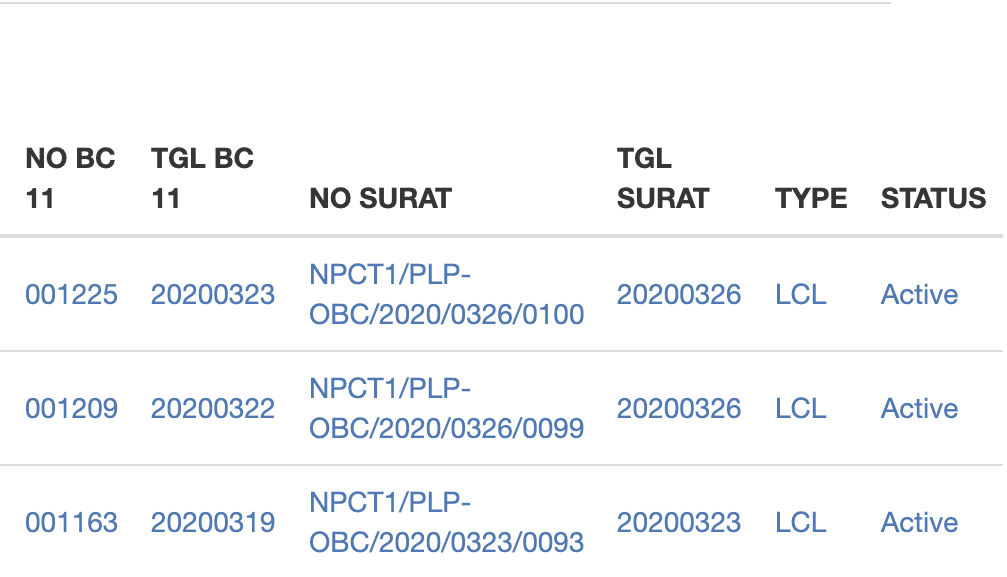 NO BC 11 TGL BC 11 NO SURAT TGL SURAT TYPE STATUS
001225 20200323 NPCT1/PLP-OBC/2020/0326/0100 20200326 LCL Active
001209 20200322 NPCT1/PLP-OBC/2020/0326/0099 20200326 LCL Active
001163 20200319 NPCT1/PLP-OBC/2020/0323/0093 20200323 LCL Active